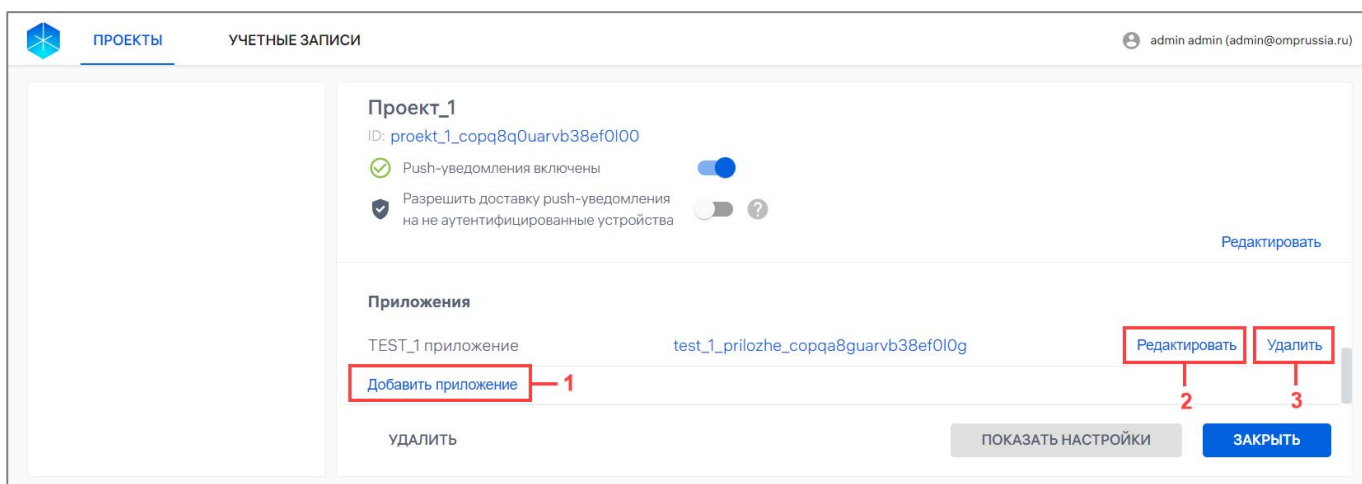 ПРОЕКТЫ УЧЕТНЫЕ ЗАПИСИ admin admin (admin@omprussia.ru)
Проект_1
ID: proekt_1_copq8q0uarvb38ef0l00
Push-уведомления включены
Разрешить доставку push-уведомления
на не аутентифицированные устройства ?
Редактировать
Приложения
TEST_1 приложение test_1_prilozhe_copqa8guarvb38ef0l0g Редактировать Удалить
Добавить приложение 1
2 3
УДАЛИТЬ ПОКАЗАТЬ НАСТРОЙКИ ЗАКРЫТЬ